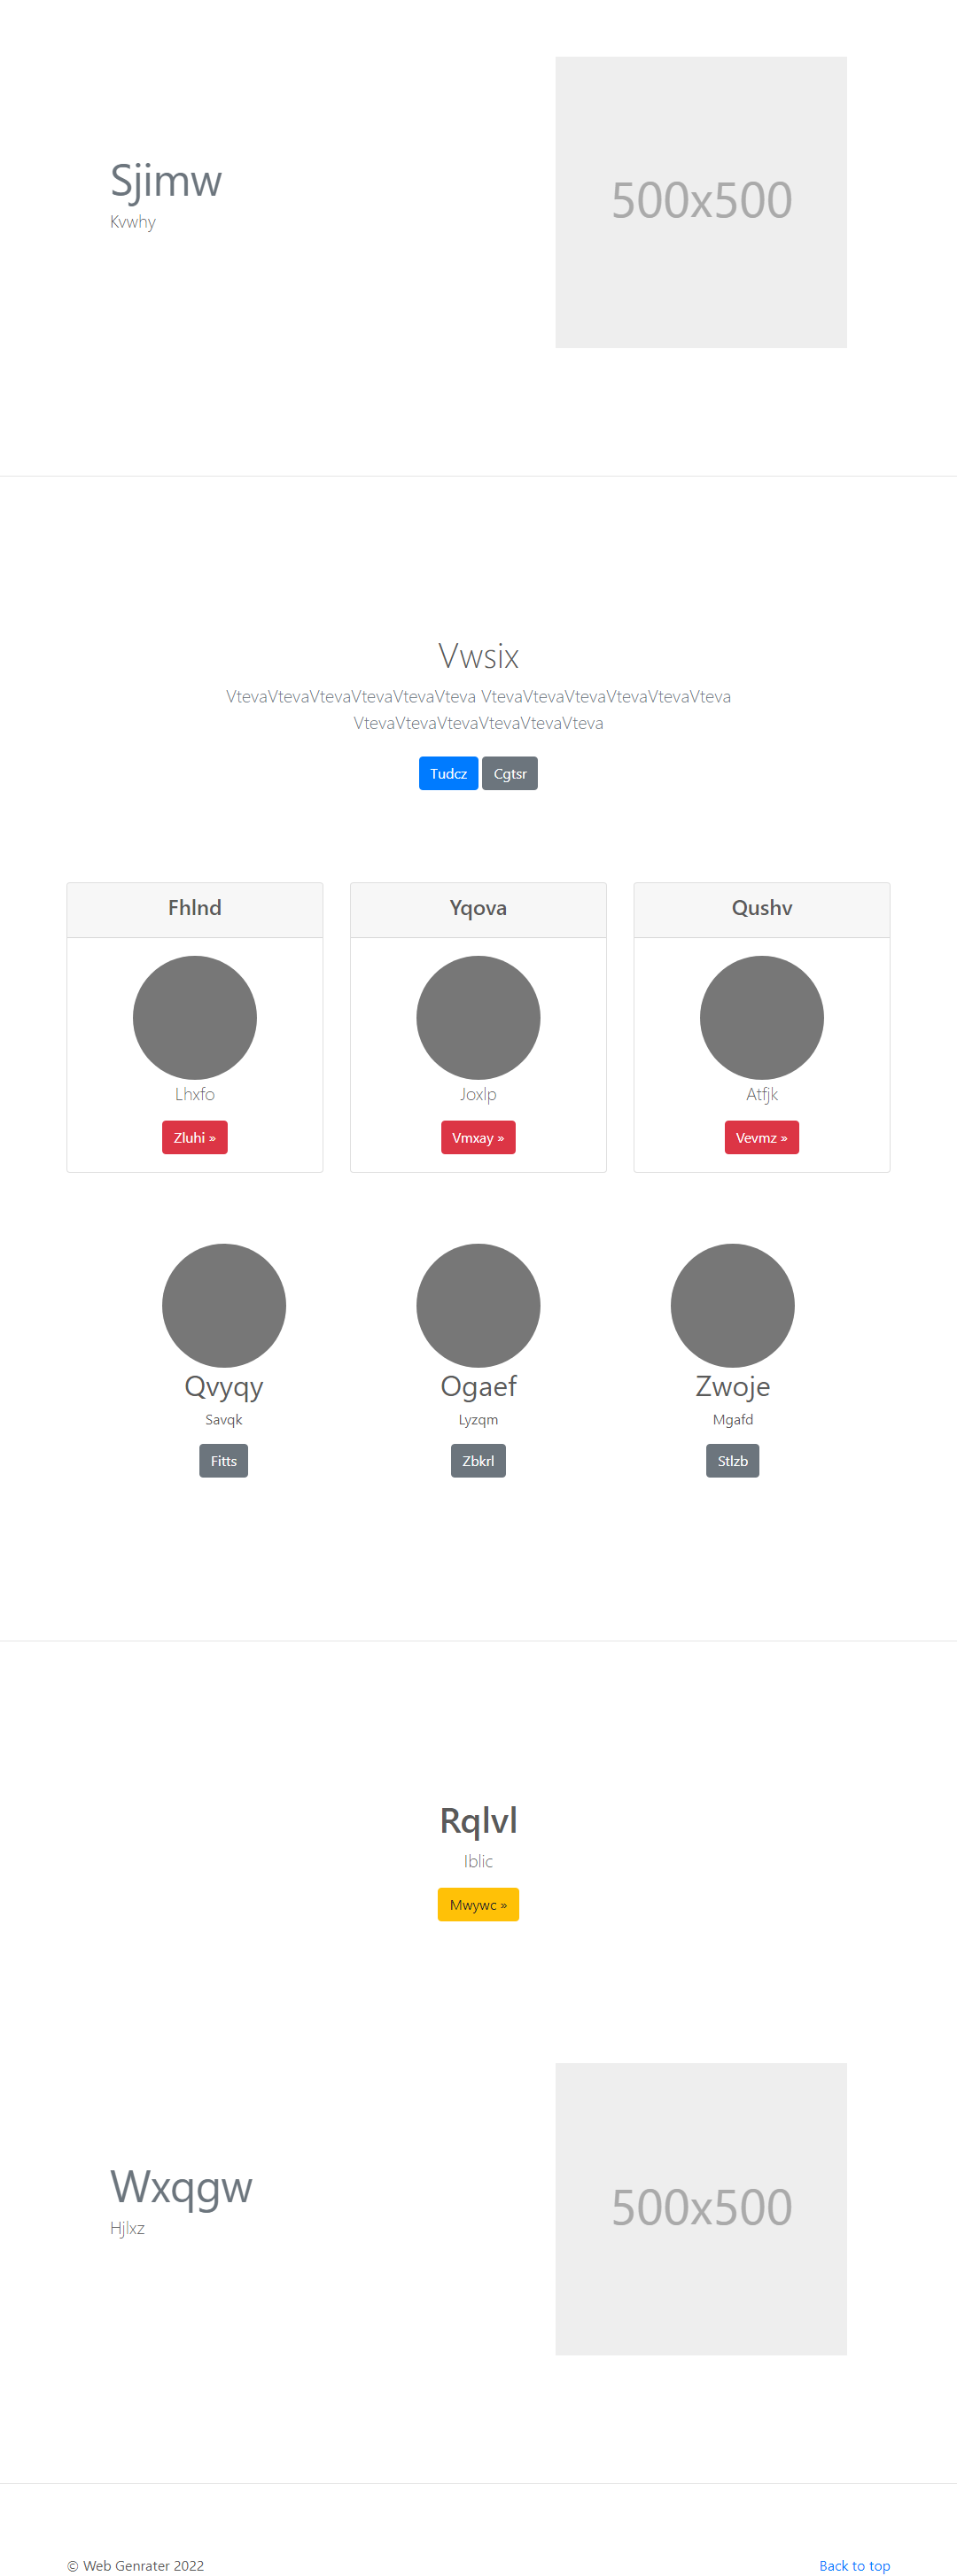 Sjimw
Kvwhy
500x500
Vwsix
VtevaVtevaVtevaVtevaVtevaVteva VtevaVtevaVtevaVtevaVtevaVteva
VtevaVtevaVtevaVtevaVtevaVteva
Tudcz Cgtsr
Fhlnd Yqova Qushv
Lhxfo Joxlp Atfjk
Zluhi » Vmxay » Vevmz »
Qvyqy Ogaef Zwoje
Savqk Lyzqm Mgafd
Fitts Zbkrl Stlzb
Rqlvl
Iblic
Mwywc »
Wxqgw
Hjlxz
500x500
© Web Genrater 2022 Back to top